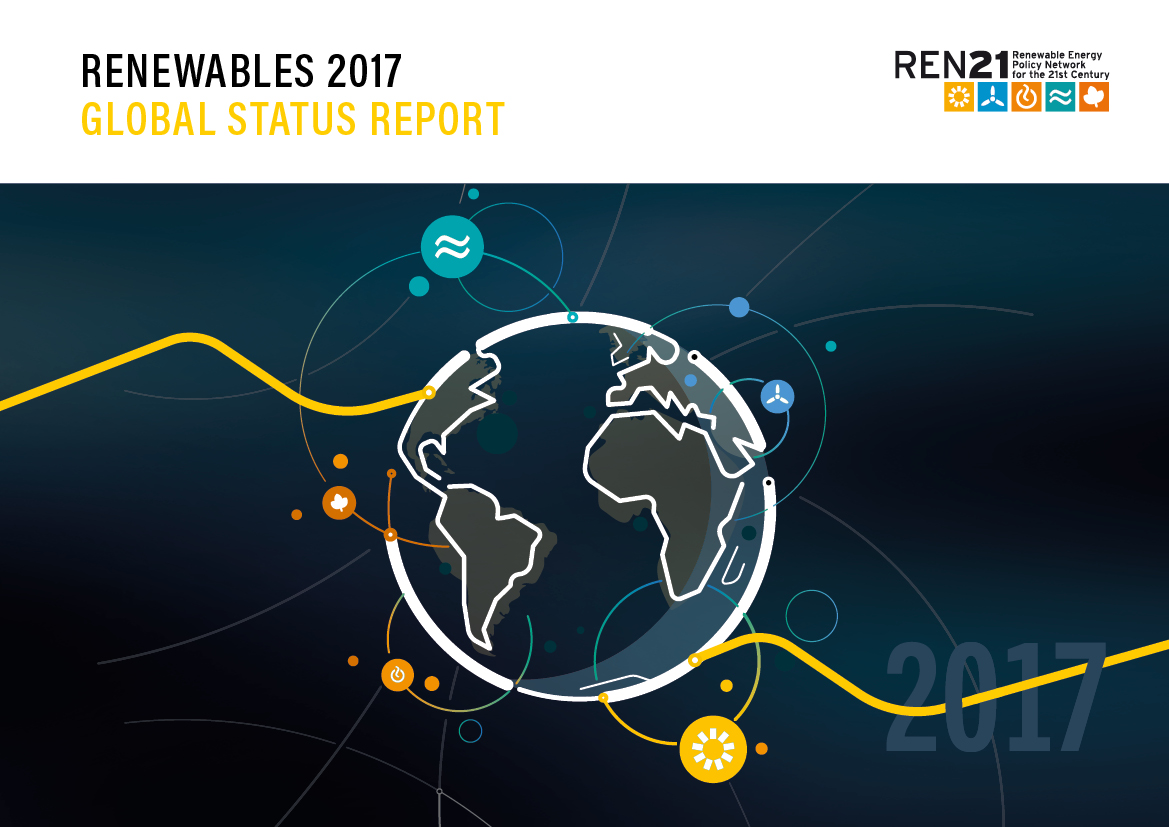 RENEWABLES 2017
GLOBAL STATUS REPORT
REN21
Renewable Energy
Policy Network
for the 21st Century
2017